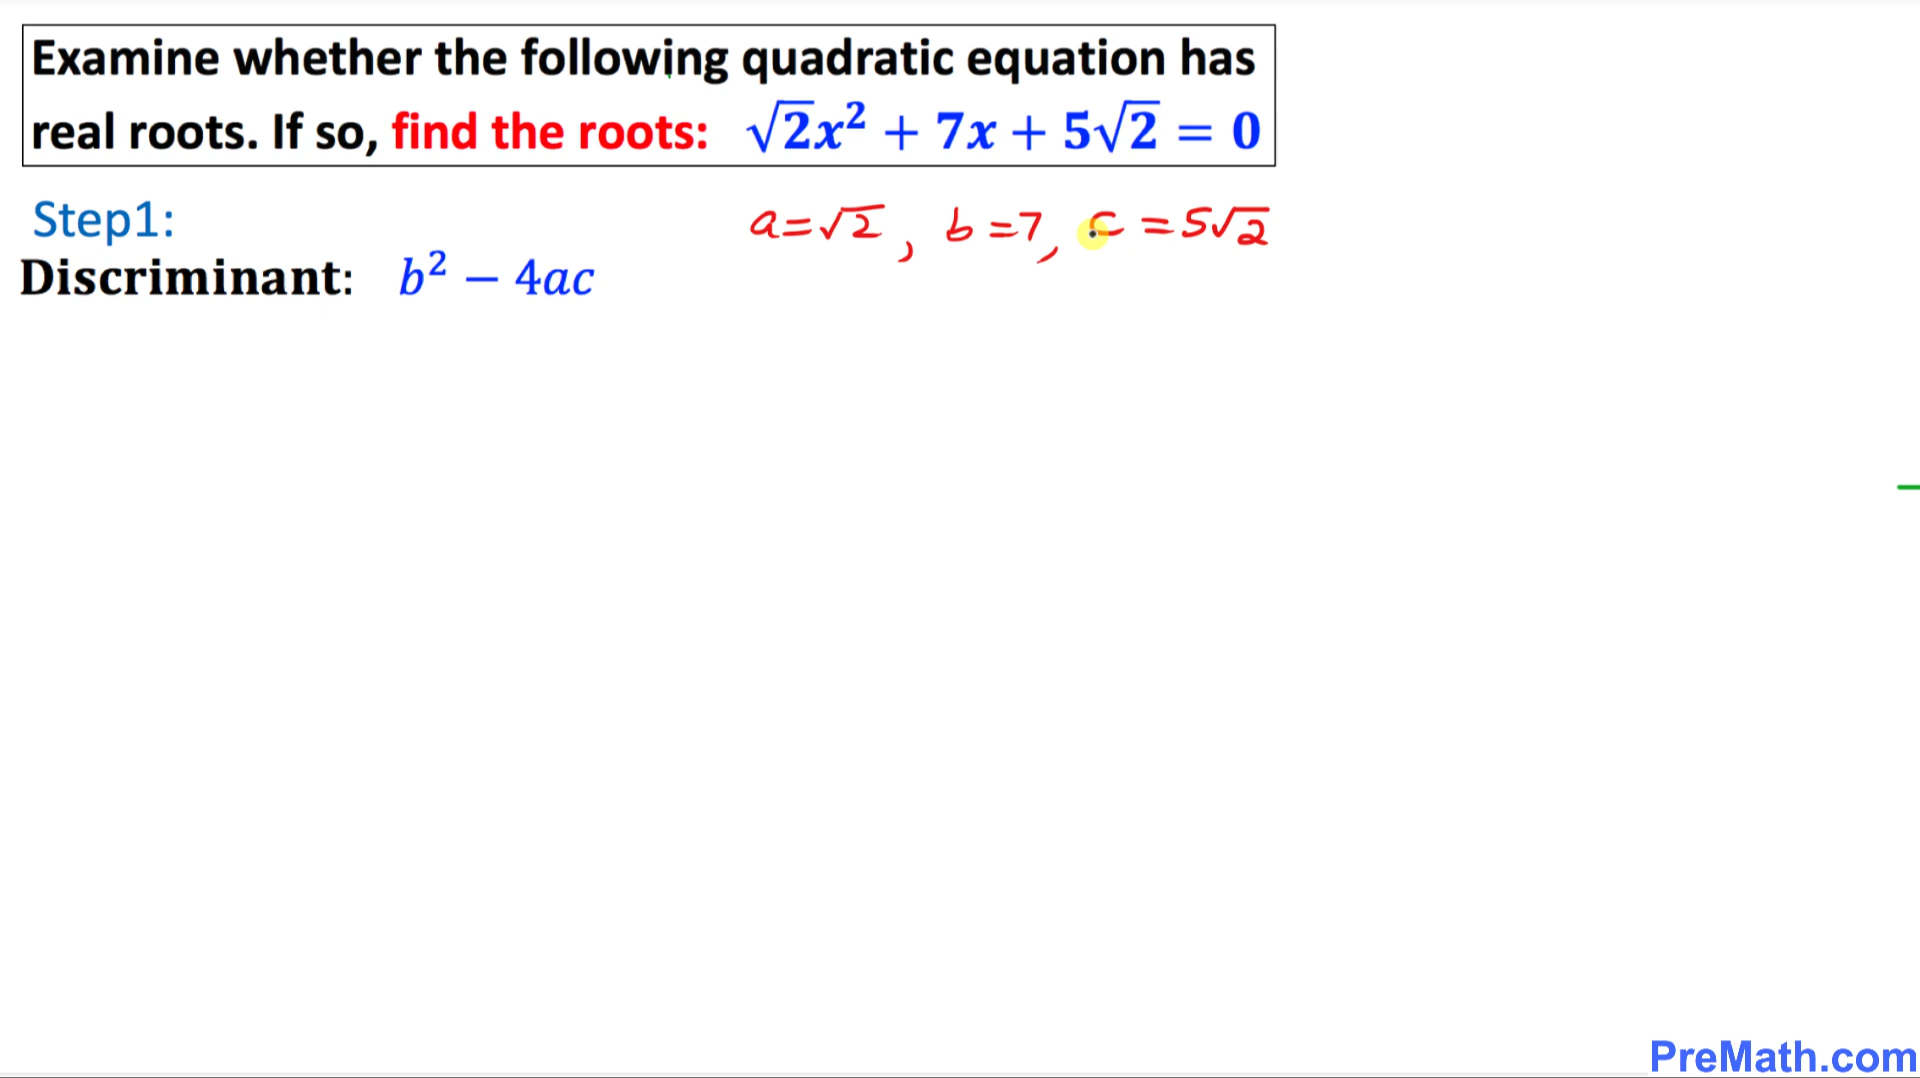 Examine whether the following quadratic equation has
real roots. If so, find the roots: √2x² + 7x + 5√2 = 0
Step1:
a=√2, b=7, c=5√2
Discriminant: b² − 4ac
PreMath.com